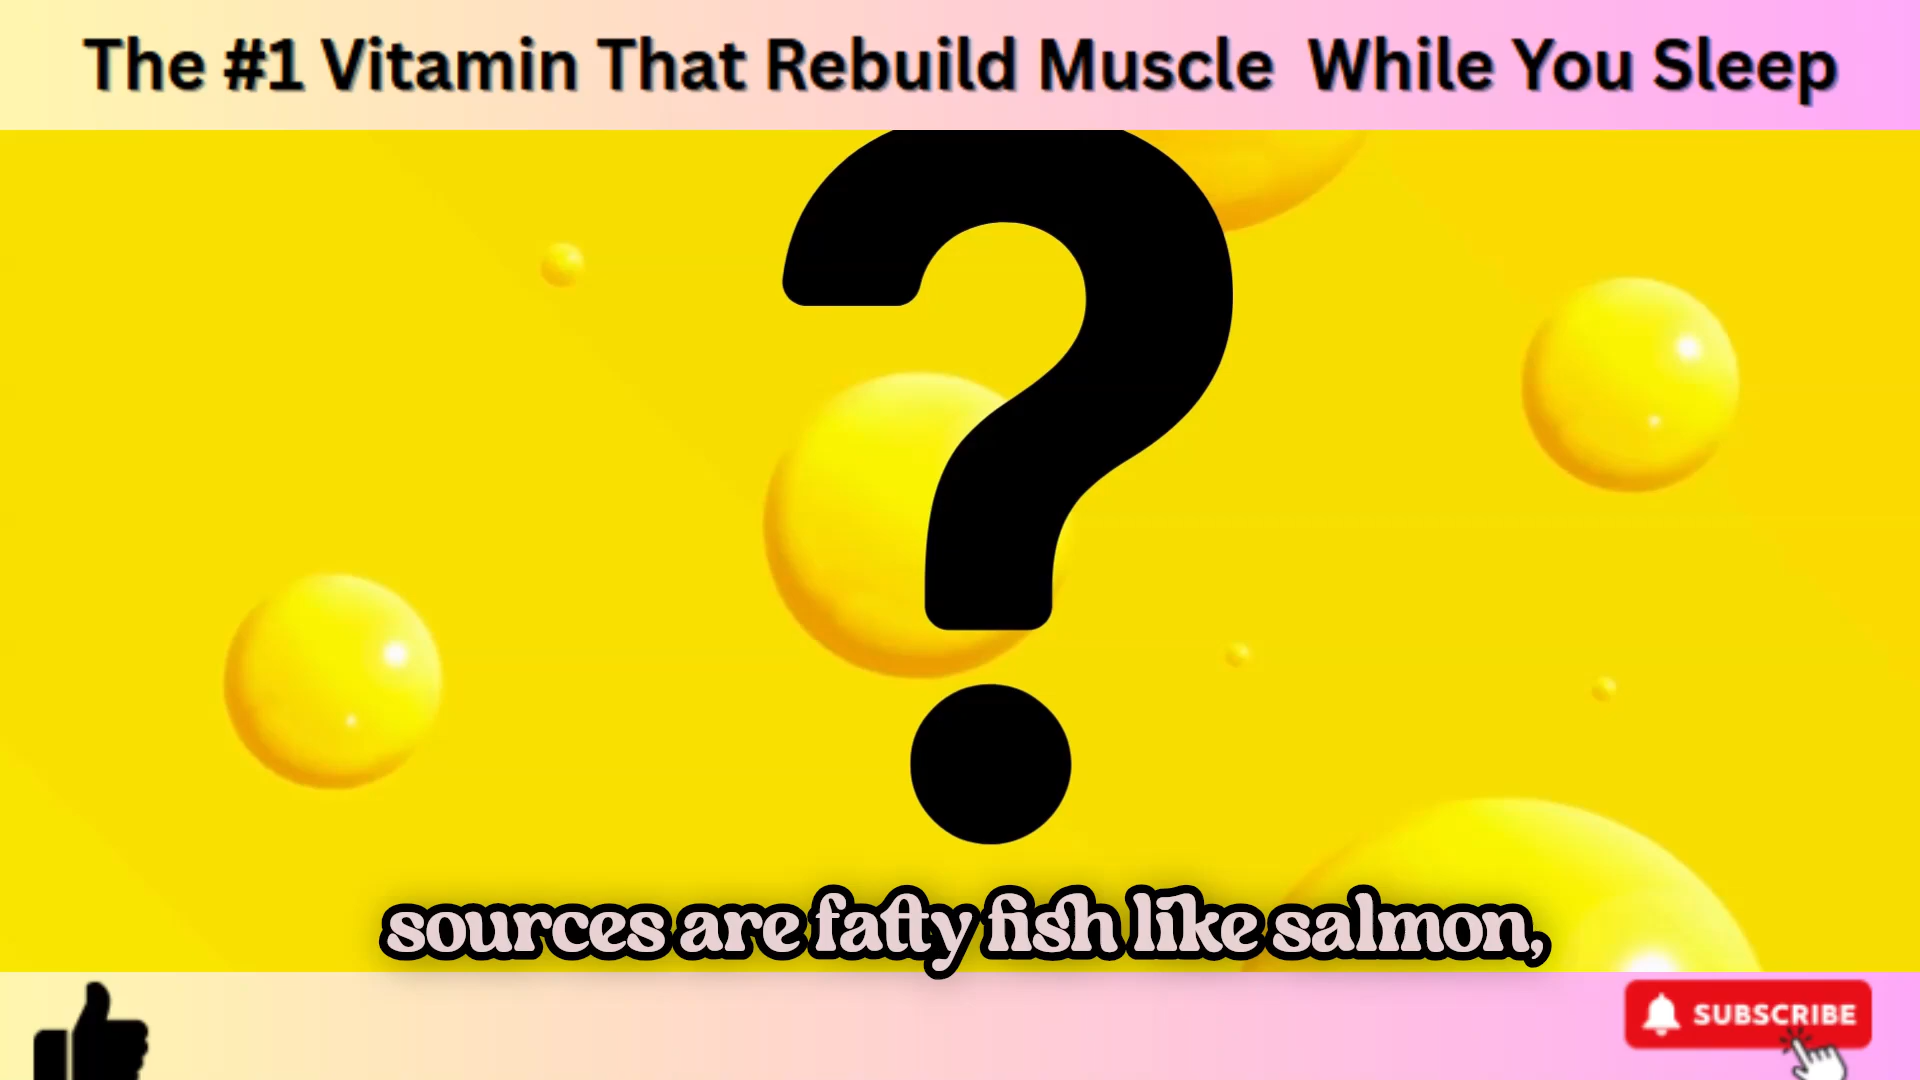 The #1 Vitamin That Rebuild Muscle While You Sleep
?
sources are fatty fish like salmon,
SUBSCRIBE